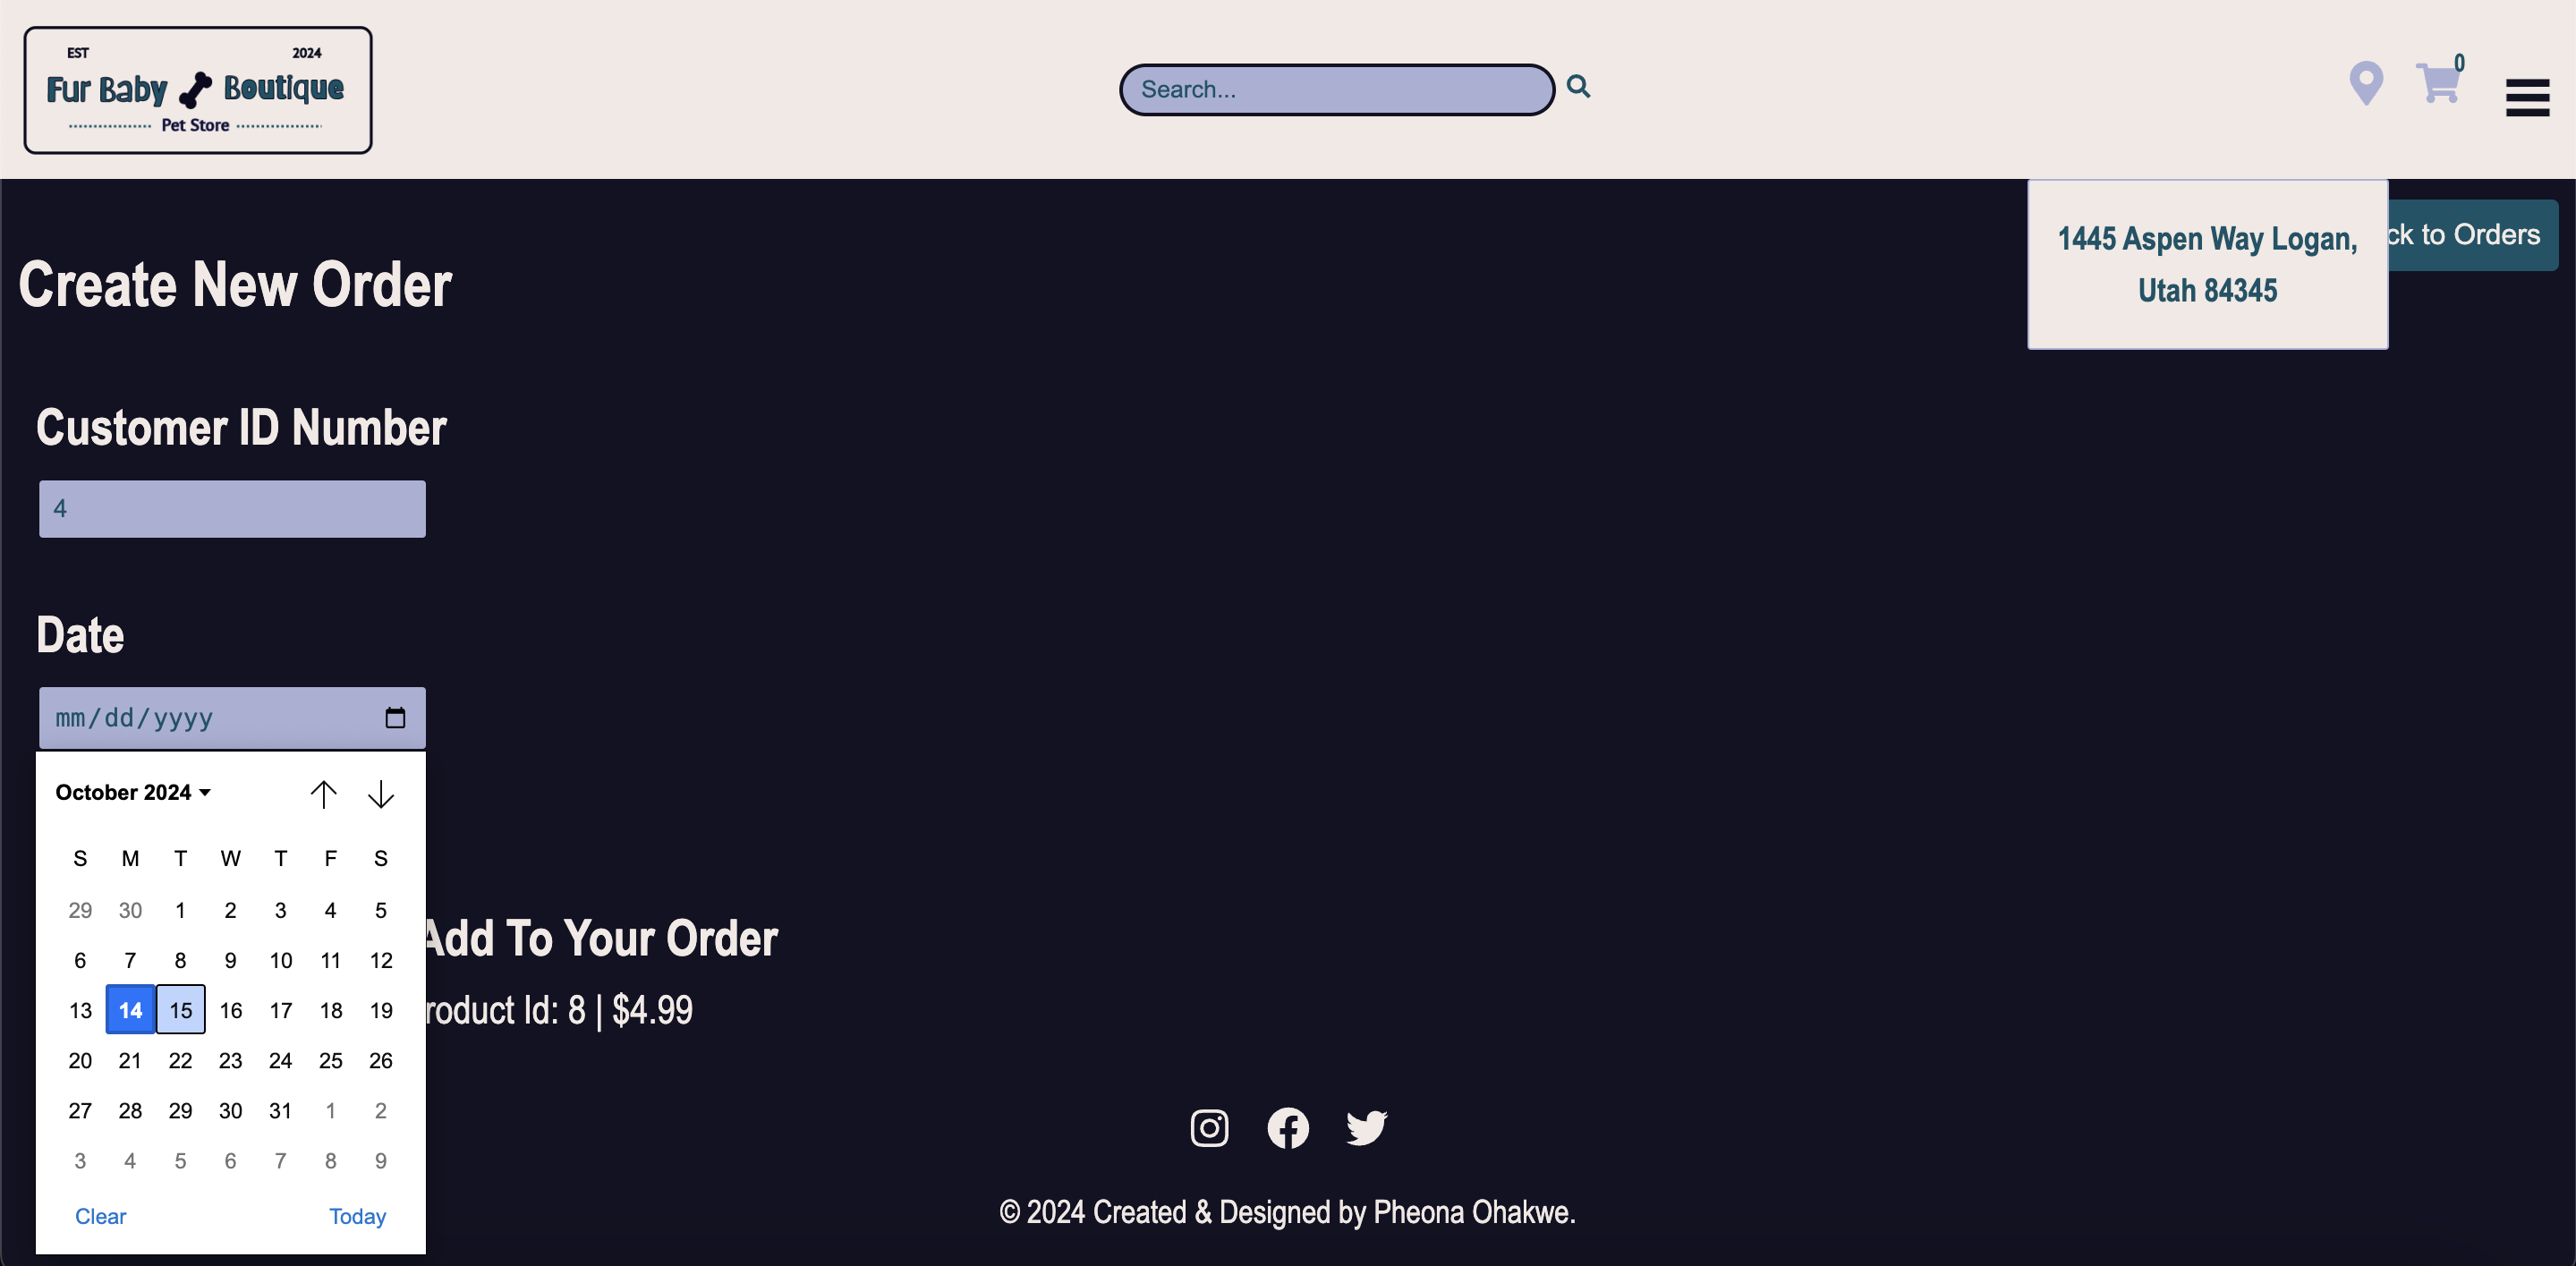 EST 2024
Fur Baby Boutique
Pet Store
Search...
0
1445 Aspen Way Logan,
Utah 84345
ck to Orders
Create New Order
Customer ID Number
4
Date
mm/dd/yyyy
October 2024
S M T W T F S
29 30 1 2 3 4 5
6 7 8 9 10 11 12
13 14 15 16 17 18 19
20 21 22 23 24 25 26
27 28 29 30 31 1 2
3 4 5 6 7 8 9
Clear Today
Add To Your Order
roduct Id: 8 | $4.99
© 2024 Created & Designed by Pheona Ohakwe.